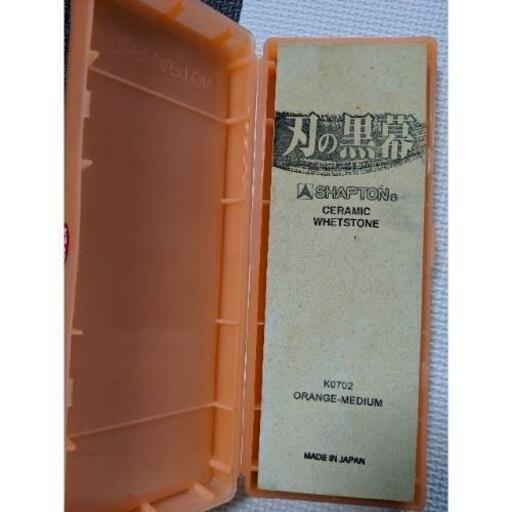 刃の黒幕
SHAPTON®
CERAMIC
WHETSTONE
K0702
ORANGE-MEDIUM
MADE IN JAPAN